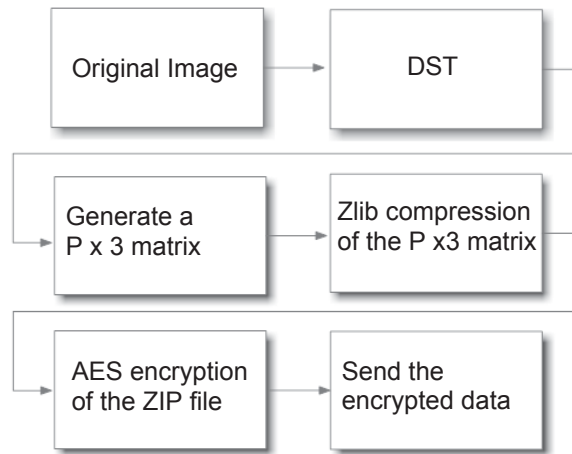 Original Image
DST
Generate a
P x 3 matrix
Zlib compression
of the P x3 matrix
AES encryption
of the ZIP file
Send the
encrypted data